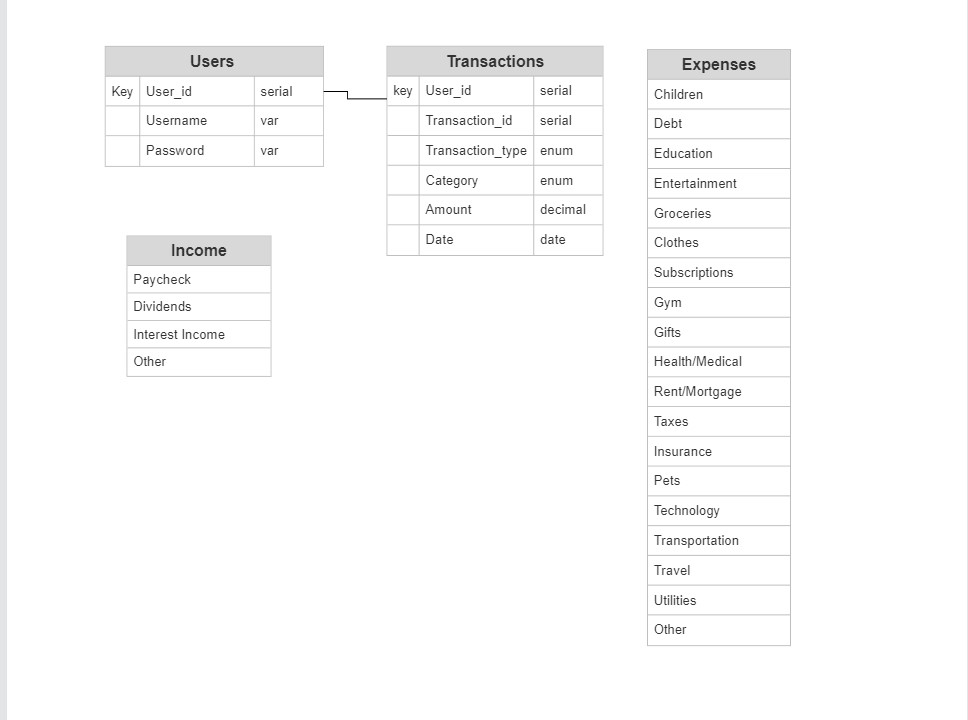 Users
Key User_id serial
Username var
Password var
Transactions
key User_id serial
Transaction_id serial
Transaction_type enum
Category enum
Amount decimal
Date date
Income
Paycheck
Dividends
Interest Income
Other
Expenses
Children
Debt
Education
Entertainment
Groceries
Clothes
Subscriptions
Gym
Gifts
Health/Medical
Rent/Mortgage
Taxes
Insurance
Pets
Technology
Transportation
Travel
Utilities
Other